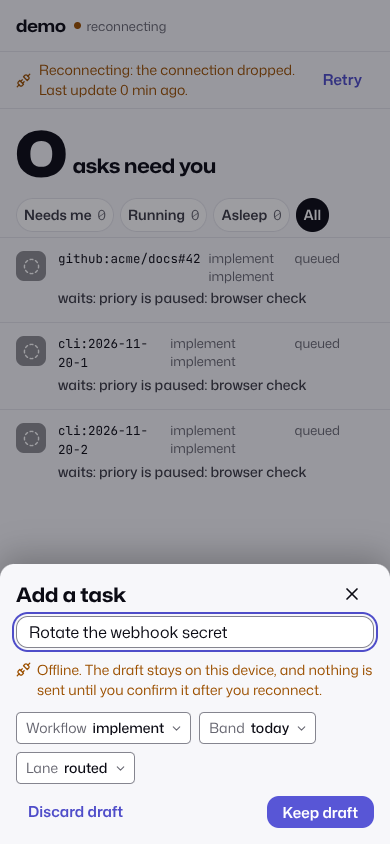 demo reconnecting
Reconnecting: the connection dropped.
Last update 0 min ago.
Retry
0 asks need you
Needs me 0 Running 0 Asleep 0 All
github:acme/docs#42 implement queued
implement
waits: priory is paused: browser check
cli:2026-11- implement queued
20-1 implement
waits: priory is paused: browser check
cli:2026-11- implement queued
20-2 implement
waits: priory is paused: browser check
Add a task
Rotate the webhook secret
Offline. The draft stays on this device, and nothing is
sent until you confirm it after you reconnect.
Workflow implement Band today
Lane routed
Discard draft Keep draft